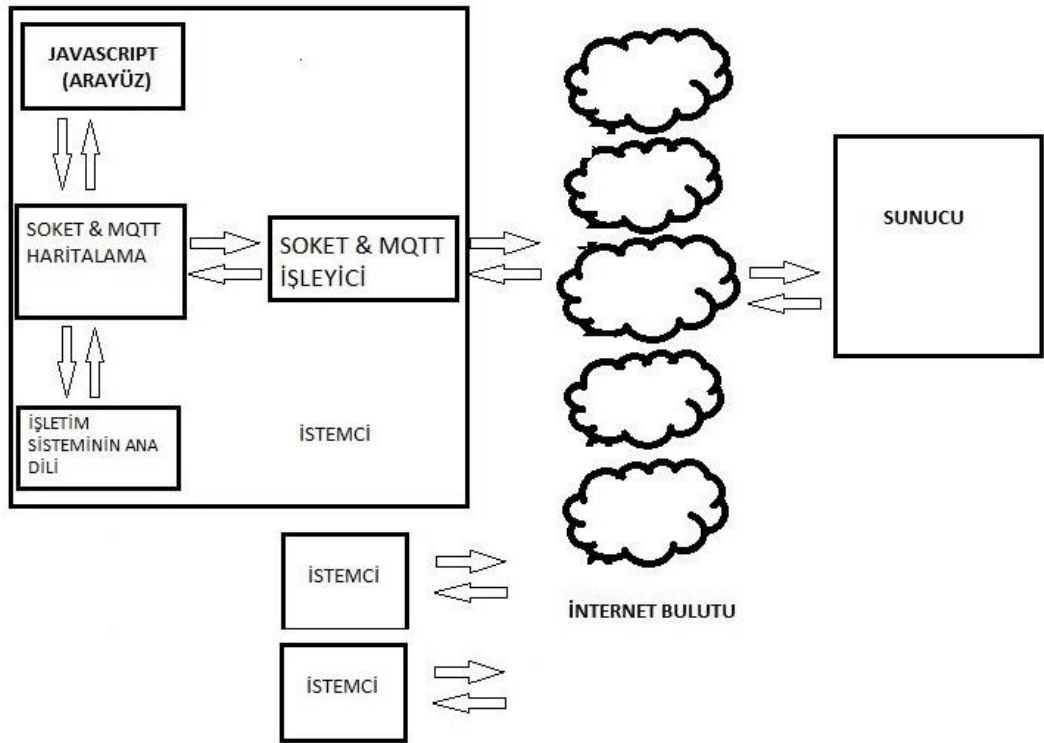 JAVASCRIPT
(ARAYÜZ)
SOKET & MQTT
HARİTALAMA
SOKET & MQTT
İŞLEYİCİ
SUNUCU
İŞLETİM
SİSTEMİNİN ANA
DİLİ
İSTEMCİ
İSTEMCİ
İNTERNET BULUTU
İSTEMCİ